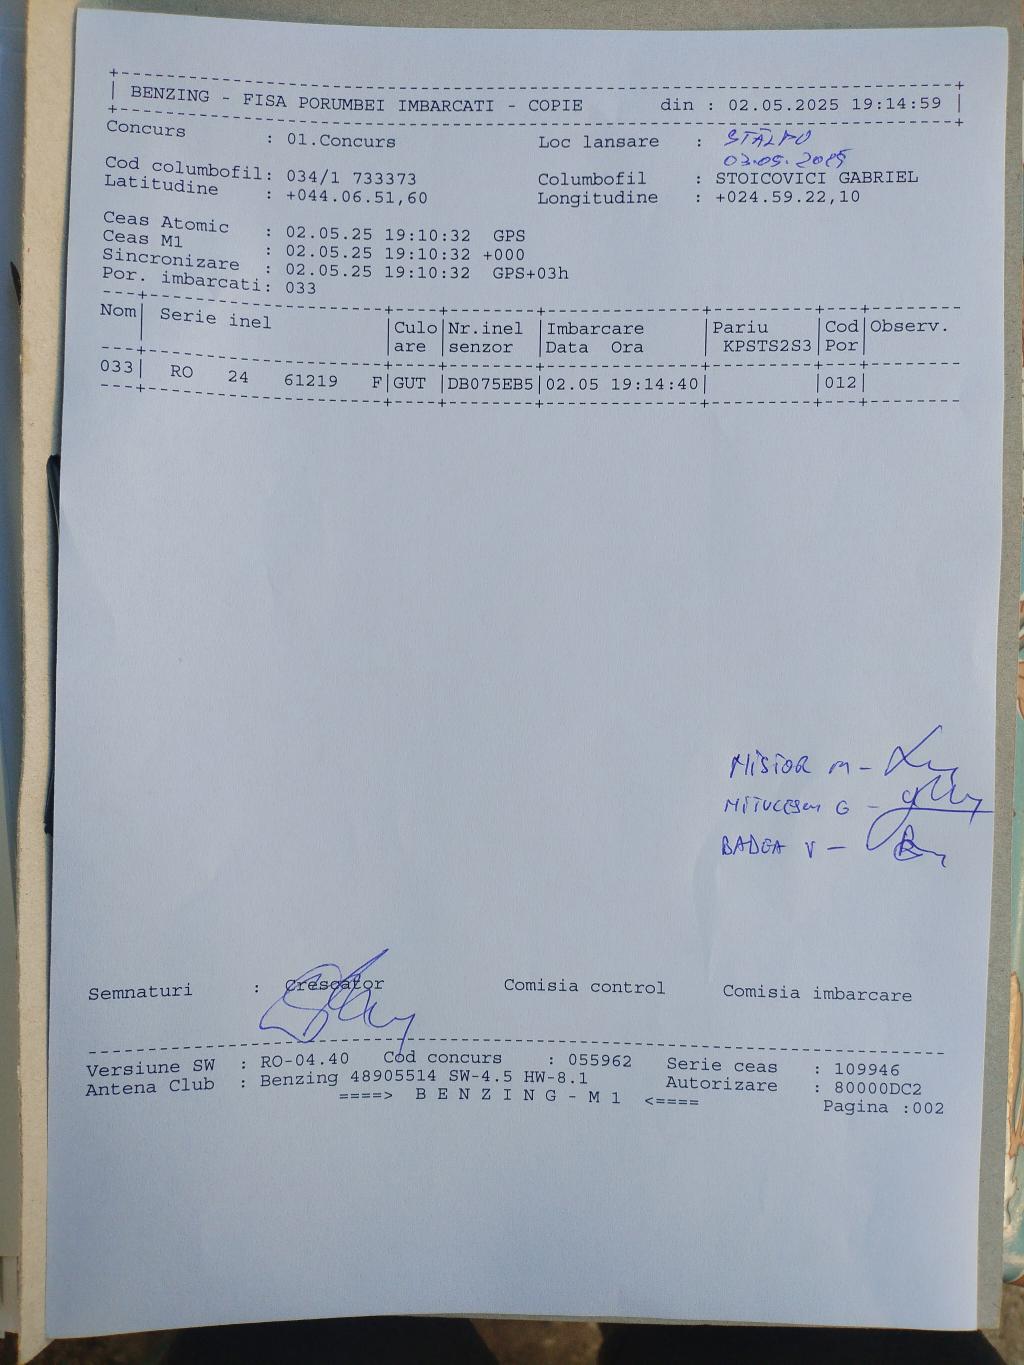 BENZING - FISA PORUMBEI IMBARCATI - COPIE din : 02.05.2025 19:14:59
Concurs : 01.Concurs Loc lansare : STÂLPU
03.05.2025
Cod columbofil: 034/1 733373 Columbofil : STOICOVICI GABRIEL
Latitudine : +044.06.51,60 Longitudine : +024.59.22,10
Ceas Atomic : 02.05.25 19:10:32 GPS
Ceas M1 : 02.05.25 19:10:32 +000
Sincronizare : 02.05.25 19:10:32 GPS+03h
Por. imbarcati: 033
Nom| Serie inel |Culo|Nr.inel |Imbarcare |Pariu |Cod|Observ.
|are |senzor |Data Ora | KPSTS2S3|Por|
033| RO 24 61219 F|GUT |DB075EB5|02.05 19:14:40| |012|
NISTOR M -
MITUCESCU G -
BADEA V -
Semnaturi : Crescator Comisia control Comisia imbarcare
Versiune SW : RO-04.40 Cod concurs : 055962 Serie ceas : 109946
Antena Club : Benzing 48905514 SW-4.5 HW-8.1 Autorizare : 80000DC2
====> B E N Z I N G - M 1 <==== Pagina :002